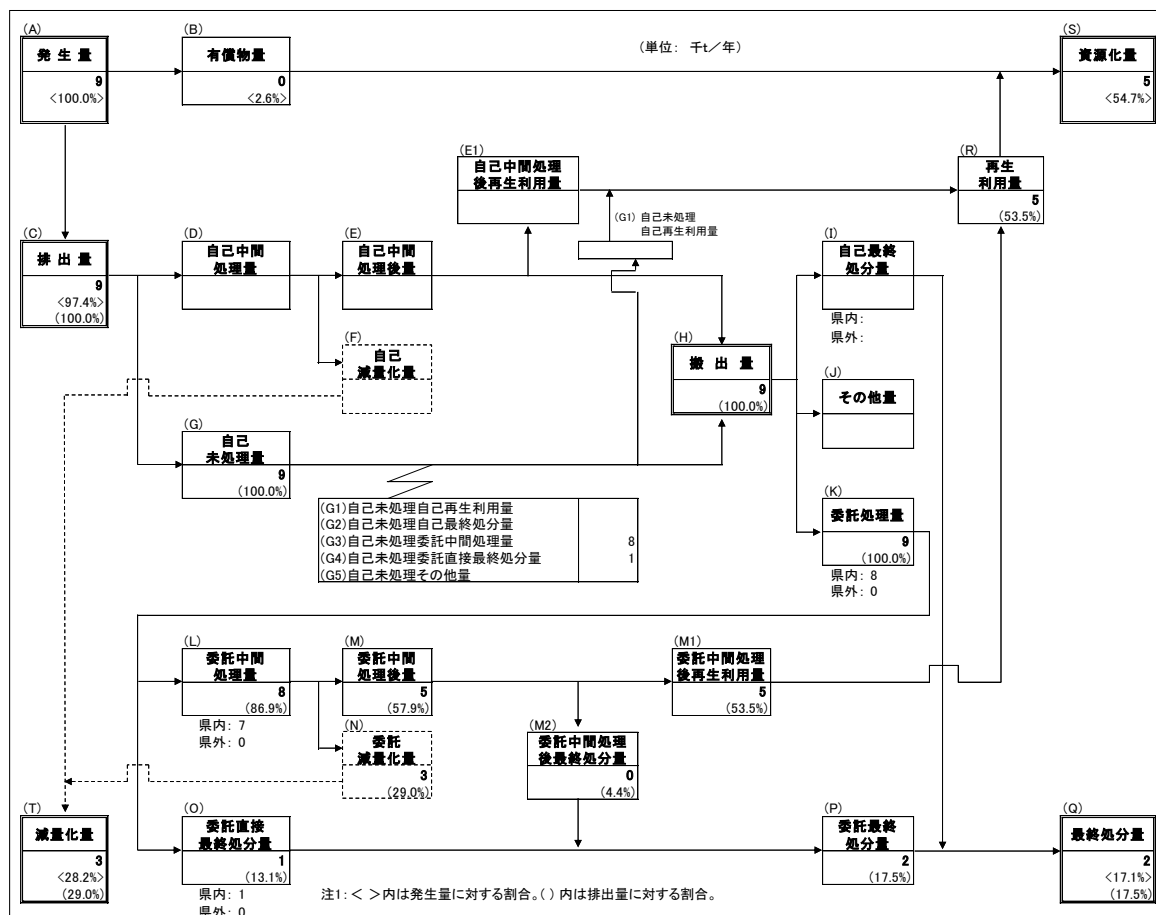 (A)
発 生 量
9
<100.0%>
(B)
有償物量
0
<2.6%>
(単位： 千t／年)
(S)
資源化量
5
<54.7%>
(E1)
自己中間処理
後再生利用量
(R)
再生
利用量
5
(53.5%)
(G1) 自己未処理
自己再生利用量
(C)
排 出 量
9
<97.4%>
(100.0%)
(D)
自己中間
処理量
(E)
自己中間
処理後量
(I)
自己最終
処分量
県内：
県外：
(F)
自己
減量化量
(H)
搬 出 量
9
(100.0%)
(J)
その他量
(G)
自己
未処理量
9
(100.0%)
(G1)自己未処理自己再生利用量
(G2)自己未処理自己最終処分量
(G3)自己未処理委託中間処理量 8
(G4)自己未処理委託直接最終処分量 1
(G5)自己未処理その他量
(K)
委託処理量
9
(100.0%)
県内： 8
県外： 0
(L)
委託中間
処理量
8
(86.9%)
県内： 7
県外： 0
(M)
委託中間
処理後量
5
(57.9%)
(M1)
委託中間処理
後再生利用量
5
(53.5%)
(N)
委託
減量化量
3
(29.0%)
(M2)
委託中間処理
後最終処分量
0
(4.4%)
(T)
減量化量
3
<28.2%>
(29.0%)
(O)
委託直接
最終処分量
1
(13.1%)
県内： 1
県外： 0
(P)
委託最終
処分量
2
(17.5%)
(Q)
最終処分量
2
<17.1%>
(17.5%)
注1：< >内は発生量に対する割合。( )内は排出量に対する割合。